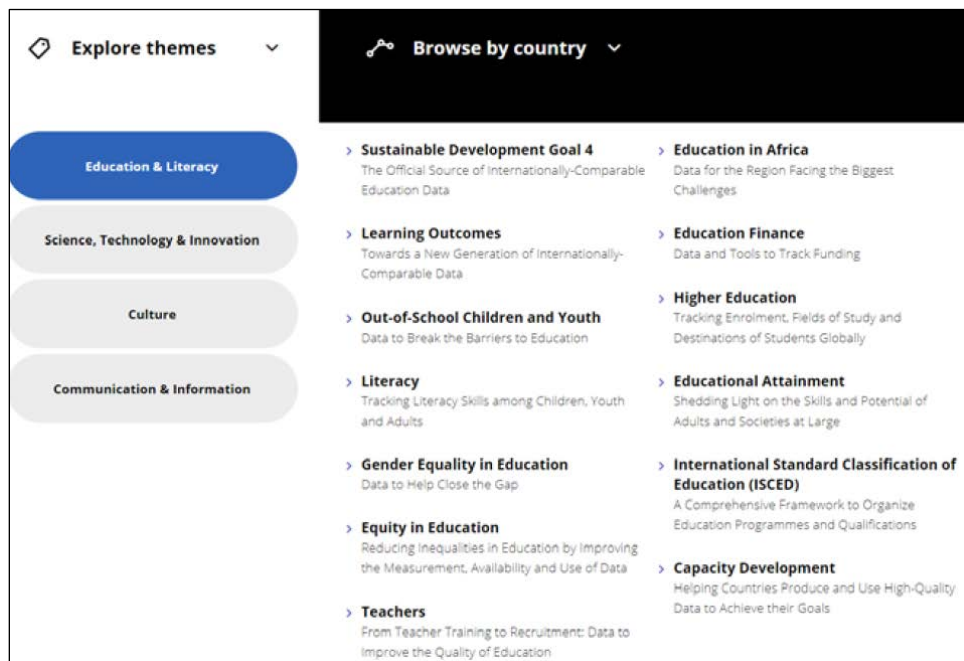 Explore themes
Browse by country
Education & Literacy
Science, Technology & Innovation
Culture
Communication & Information
Sustainable Development Goal 4
The Official Source of Internationally-Comparable
Education Data
Learning Outcomes
Towards a New Generation of Internationally-
Comparable Data
Out-of-School Children and Youth
Data to Break the Barriers to Education
Literacy
Tracking Literacy Skills among Children, Youth
and Adults
Gender Equality in Education
Data to Help Close the Gap
Equity in Education
Reducing Inequalities in Education by Improving
the Measurement, Availability and Use of Data
Teachers
From Teacher Training to Recruitment: Data to
Improve the Quality of Education
Education in Africa
Data for the Region Facing the Biggest
Challenges
Education Finance
Data and Tools to Track Funding
Higher Education
Tracking Enrolment, Fields of Study and
Destinations of Students Globally
Educational Attainment
Shedding Light on the Skills and Potential of
Adults and Societies at Large
International Standard Classification of
Education (ISCED)
A Comprehensive Framework to Organize
Education Programmes and Qualifications
Capacity Development
Helping Countries Produce and Use High-Quality
Data to Achieve their Goals